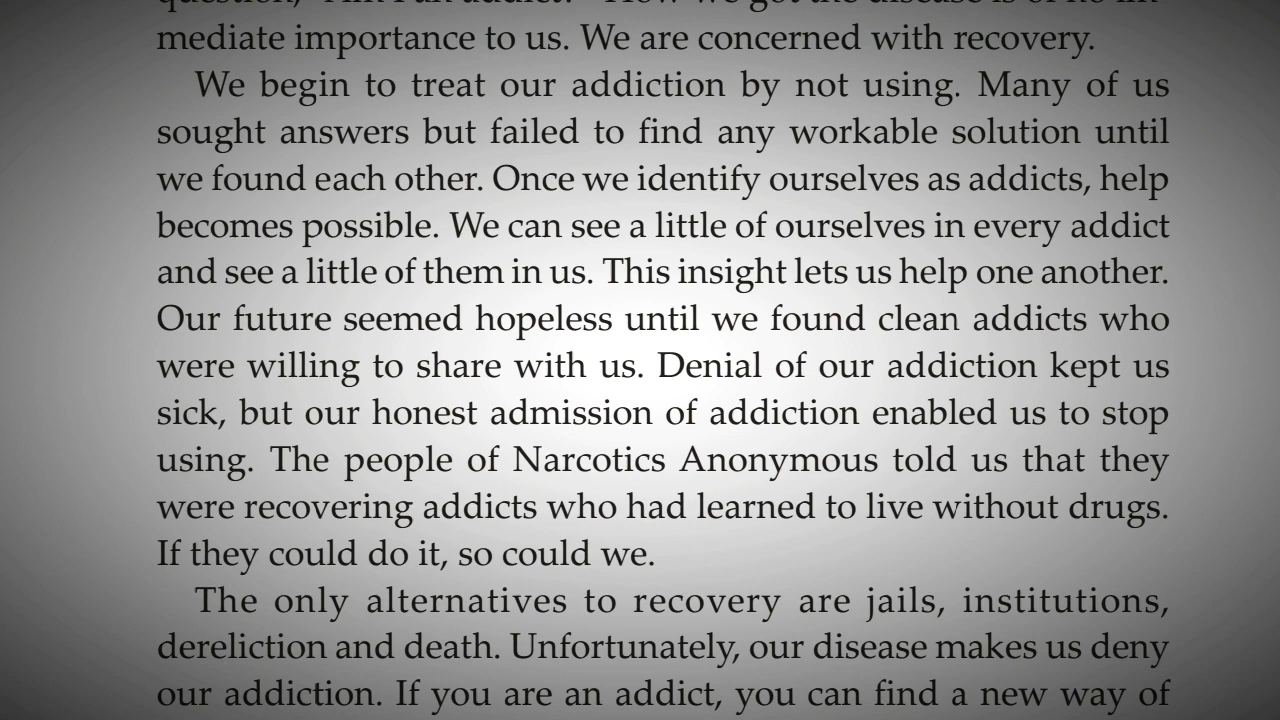 mediate importance to us. We are concerned with recovery.
We begin to treat our addiction by not using. Many of us
sought answers but failed to find any workable solution until
we found each other. Once we identify ourselves as addicts, help
becomes possible. We can see a little of ourselves in every addict
and see a little of them in us. This insight lets us help one another.
Our future seemed hopeless until we found clean addicts who
were willing to share with us. Denial of our addiction kept us
sick, but our honest admission of addiction enabled us to stop
using. The people of Narcotics Anonymous told us that they
were recovering addicts who had learned to live without drugs.
If they could do it, so could we.
The only alternatives to recovery are jails, institutions,
dereliction and death. Unfortunately, our disease makes us deny
our addiction. If you are an addict, you can find a new way of